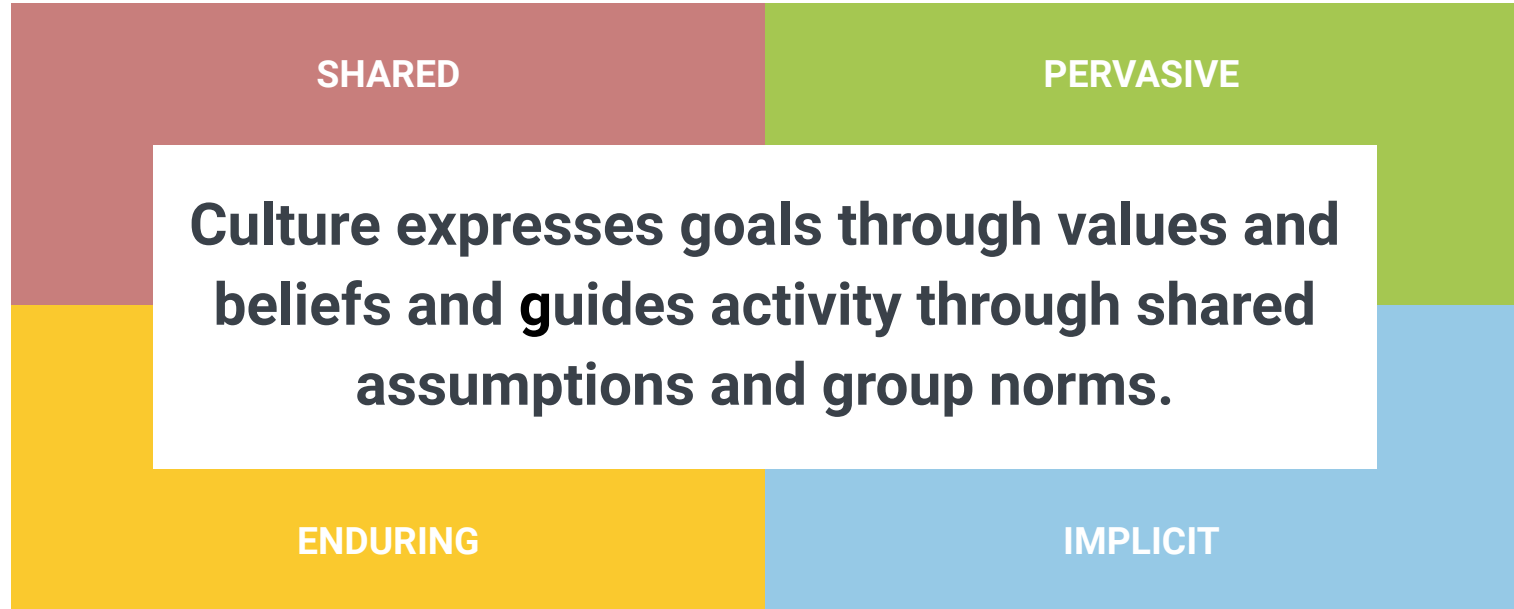 SHARED
PERVASIVE
Culture expresses goals through values and
beliefs and guides activity through shared
assumptions and group norms.
ENDURING
IMPLICIT